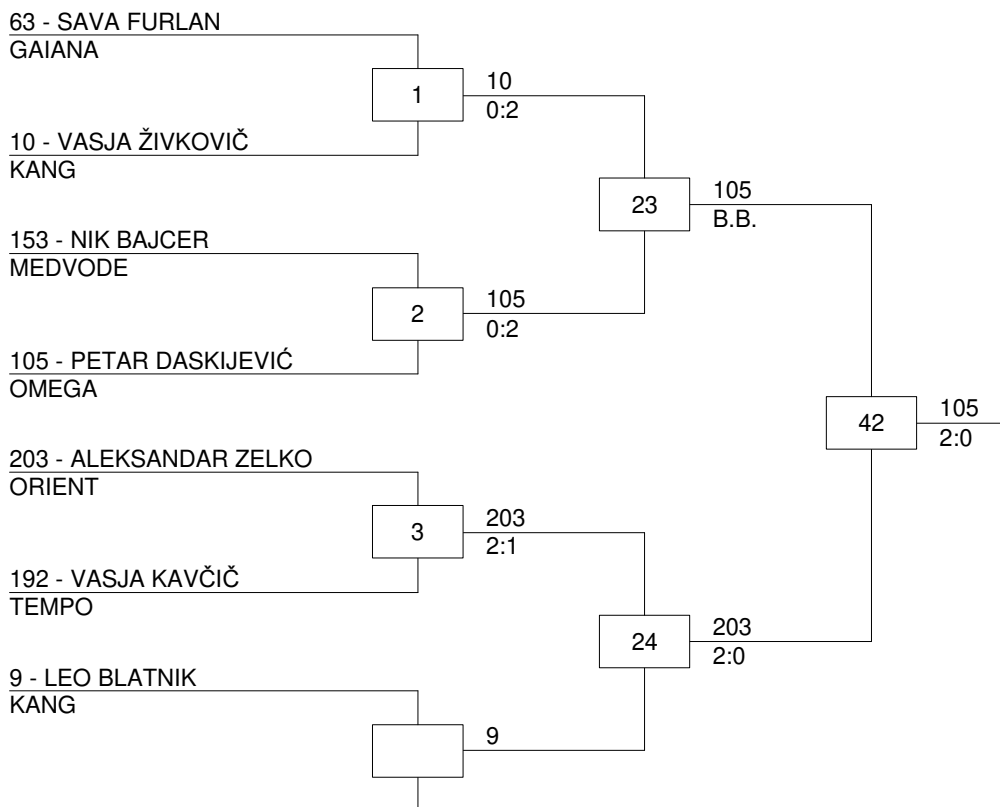 63 - SAVA FURLAN
GAIANA
1
10
0:2
10 - VASJA ŽIVKOVIČ
KANG
23
105
B.B.
153 - NIK BAJCER
MEDVODE
2
105
0:2
105 - PETAR DASKIJEVIĆ
OMEGA
42
105
2:0
203 - ALEKSANDAR ZELKO
ORIENT
3
203
2:1
192 - VASJA KAVČIČ
TEMPO
24
203
2:0
9 - LEO BLATNIK
KANG
9